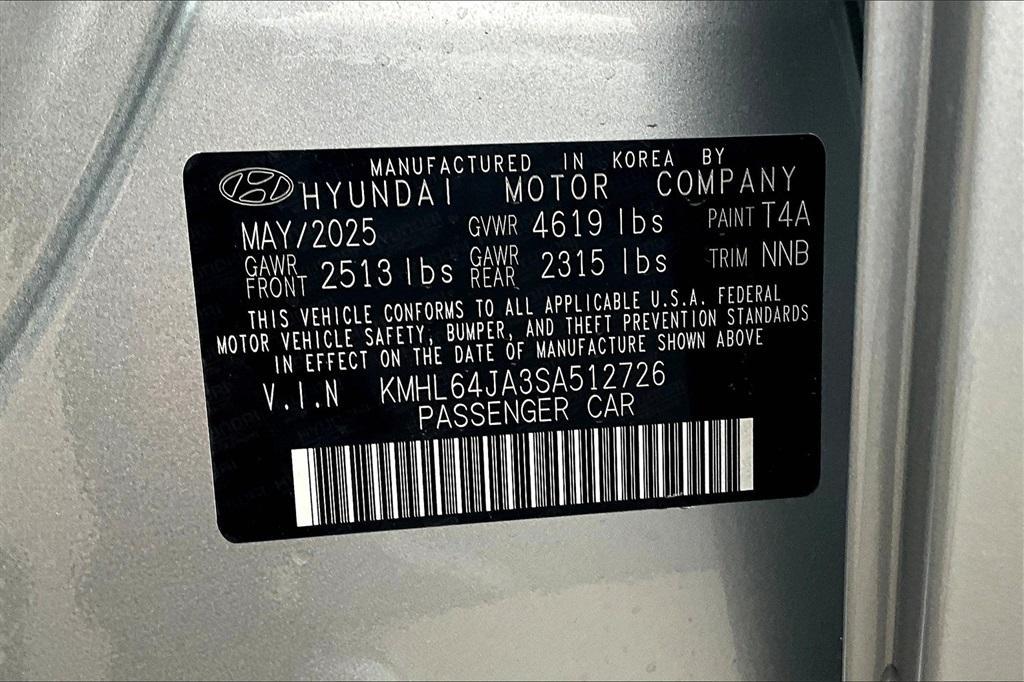 MANUFACTURED IN KOREA BY
HYUNDAI MOTOR COMPANY
MAY/2025 GVWR 4619 lbs PAINT T4A
GAWR FRONT 2513 lbs GAWR REAR 2315 lbs TRIM NNB
THIS VEHICLE CONFORMS TO ALL APPLICABLE U.S.A. FEDERAL
MOTOR VEHICLE SAFETY, BUMPER, AND THEFT PREVENTION STANDARDS
IN EFFECT ON THE DATE OF MANUFACTURE SHOWN ABOVE
V.I.N KMHL64JA3SA512726
PASSENGER CAR